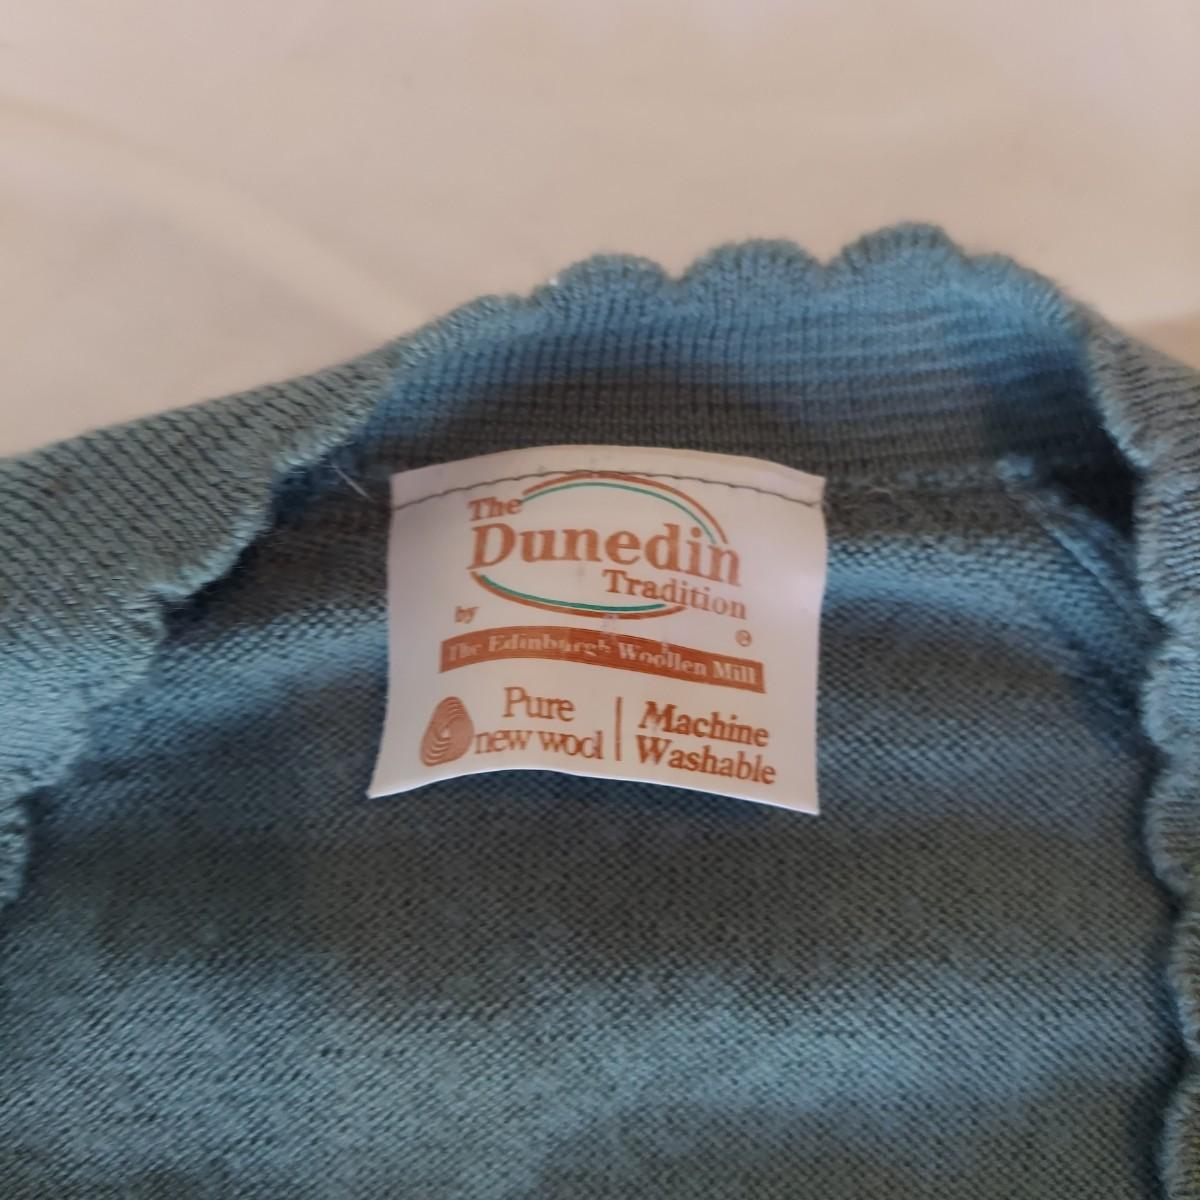 The
Dunedin
Tradition
by
®
The Edinburgh Woollen Mill
Pure
new wool
Machine
Washable